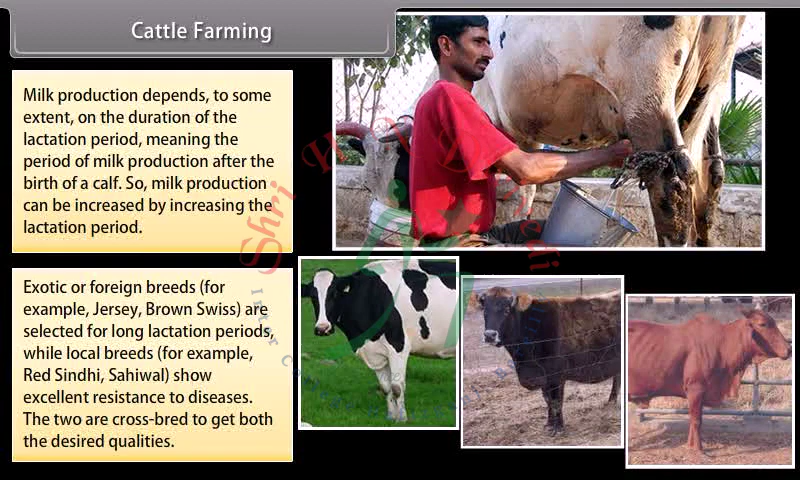 Cattle Farming
Milk production depends, to some
extent, on the duration of the
lactation period, meaning the
period of milk production after the
birth of a calf. So, milk production
can be increased by increasing the
lactation period.
Exotic or foreign breeds (for
example, Jersey, Brown Swiss) are
selected for long lactation periods,
while local breeds (for example,
Red Sindhi, Sahiwal) show
excellent resistance to diseases.
The two are cross-bred to get both
the desired qualities.
Shri